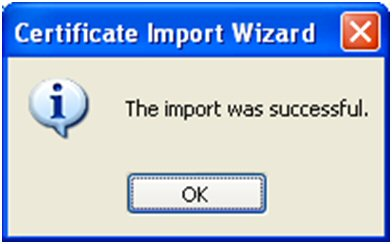 Certificate Import Wizard
The import was successful.
OK